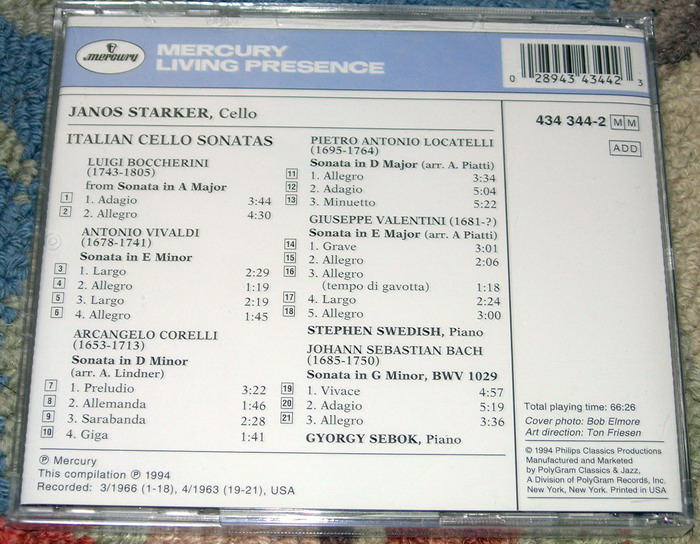 mercury
MERCURY
LIVING PRESENCE
0 28943 43442 3
JANOS STARKER, Cello
434 344-2 MM
ADD
ITALIAN CELLO SONATAS
LUIGI BOCCHERINI
(1743-1805)
from Sonata in A Major
1 1. Adagio 3:44
2 2. Allegro 4:30
ANTONIO VIVALDI
(1678-1741)
Sonata in E Minor
3 1. Largo 2:29
4 2. Allegro 1:19
5 3. Largo 2:19
6 4. Allegro 1:45
ARCANGELO CORELLI
(1653-1713)
Sonata in D Minor
(arr. A. Lindner)
7 1. Preludio 3:22
8 2. Allemanda 1:46
9 3. Sarabanda 2:28
10 4. Giga 1:41
PIETRO ANTONIO LOCATELLI
(1695-1764)
Sonata in D Major (arr. A. Piatti)
11 1. Allegro 3:34
12 2. Adagio 5:04
13 3. Minuetto 5:22
GIUSEPPE VALENTINI (1681-?)
Sonata in E Major (arr. A Piatti)
14 1. Grave 3:01
15 2. Allegro 2:06
16 3. Allegro
(tempo di gavotta) 1:18
17 4. Largo 2:24
18 5. Allegro 3:00
STEPHEN SWEDISH, Piano
JOHANN SEBASTIAN BACH
(1685-1750)
Sonata in G Minor, BWV 1029
19 1. Vivace 4:57
20 2. Adagio 5:19
21 3. Allegro 3:36
GYORGY SEBOK, Piano
Total playing time: 66:26
Cover photo: Bob Elmore
Art direction: Ton Friesen
℗ Mercury
This compilation ℗ 1994
Recorded: 3/1966 (1-18), 4/1963 (19-21), USA
© 1994 Philips Classics Productions
Manufactured and Marketed
by PolyGram Classics & Jazz,
A Division of PolyGram Records, Inc.
New York, New York. Printed in USA